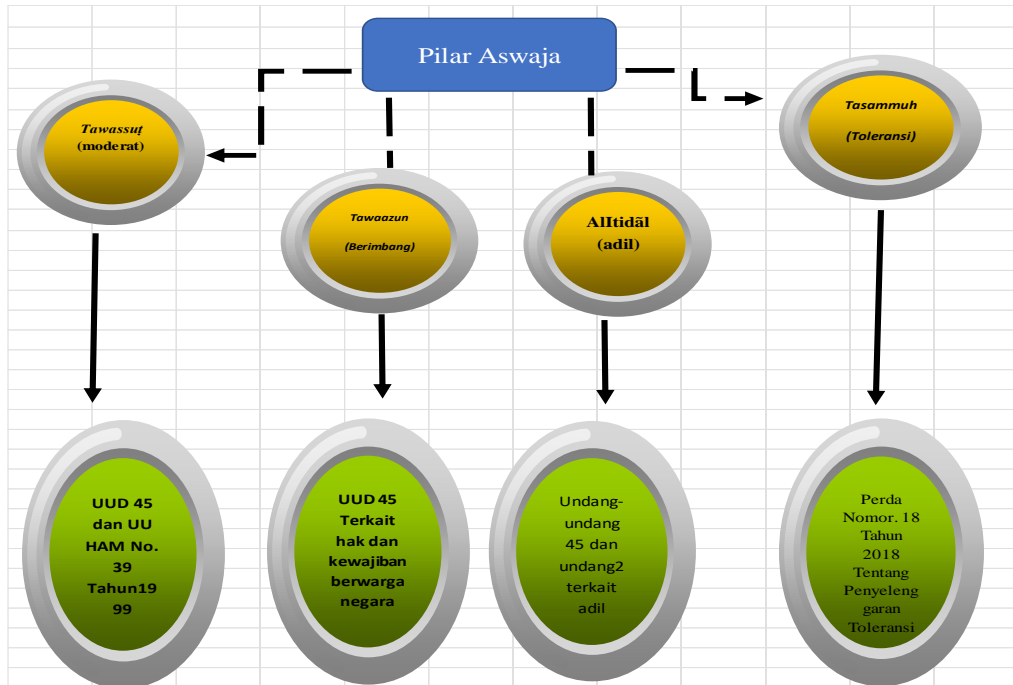 Pilar Aswaja
Tawassuṭ
(moderat)
Tawaazun
(Berimbang)
AlItidāl
(adil)
Tasammuh
(Toleransi)
UUD 45
dan UU
HAM No.
39
Tahun19
99
UUD 45
Terkait
hak dan
kewajiban
berwarga
negara
Undang-
undang
45 dan
undang2
terkait
adil
Perda
Nomor. 18
Tahun
2018
Tentang
Penyeleng
garan
Toleransi